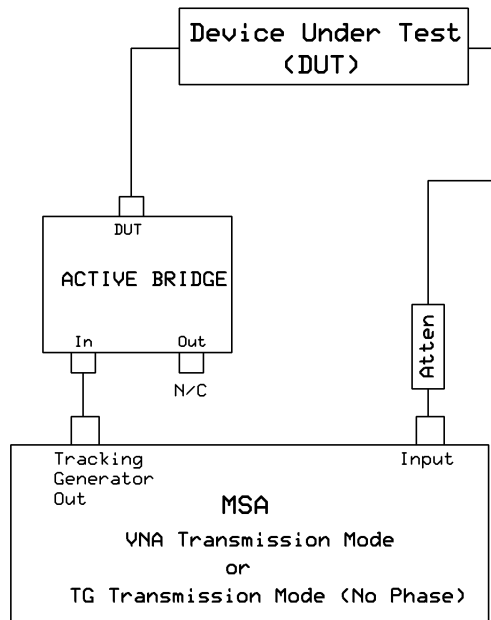 Device Under Test
(DUT)
DUT
ACTIVE BRIDGE
In
Out
N/C
Atten
Tracking
Generator
Out
Input
MSA
VNA Transmission Mode
or
TG Transmission Mode (No Phase)